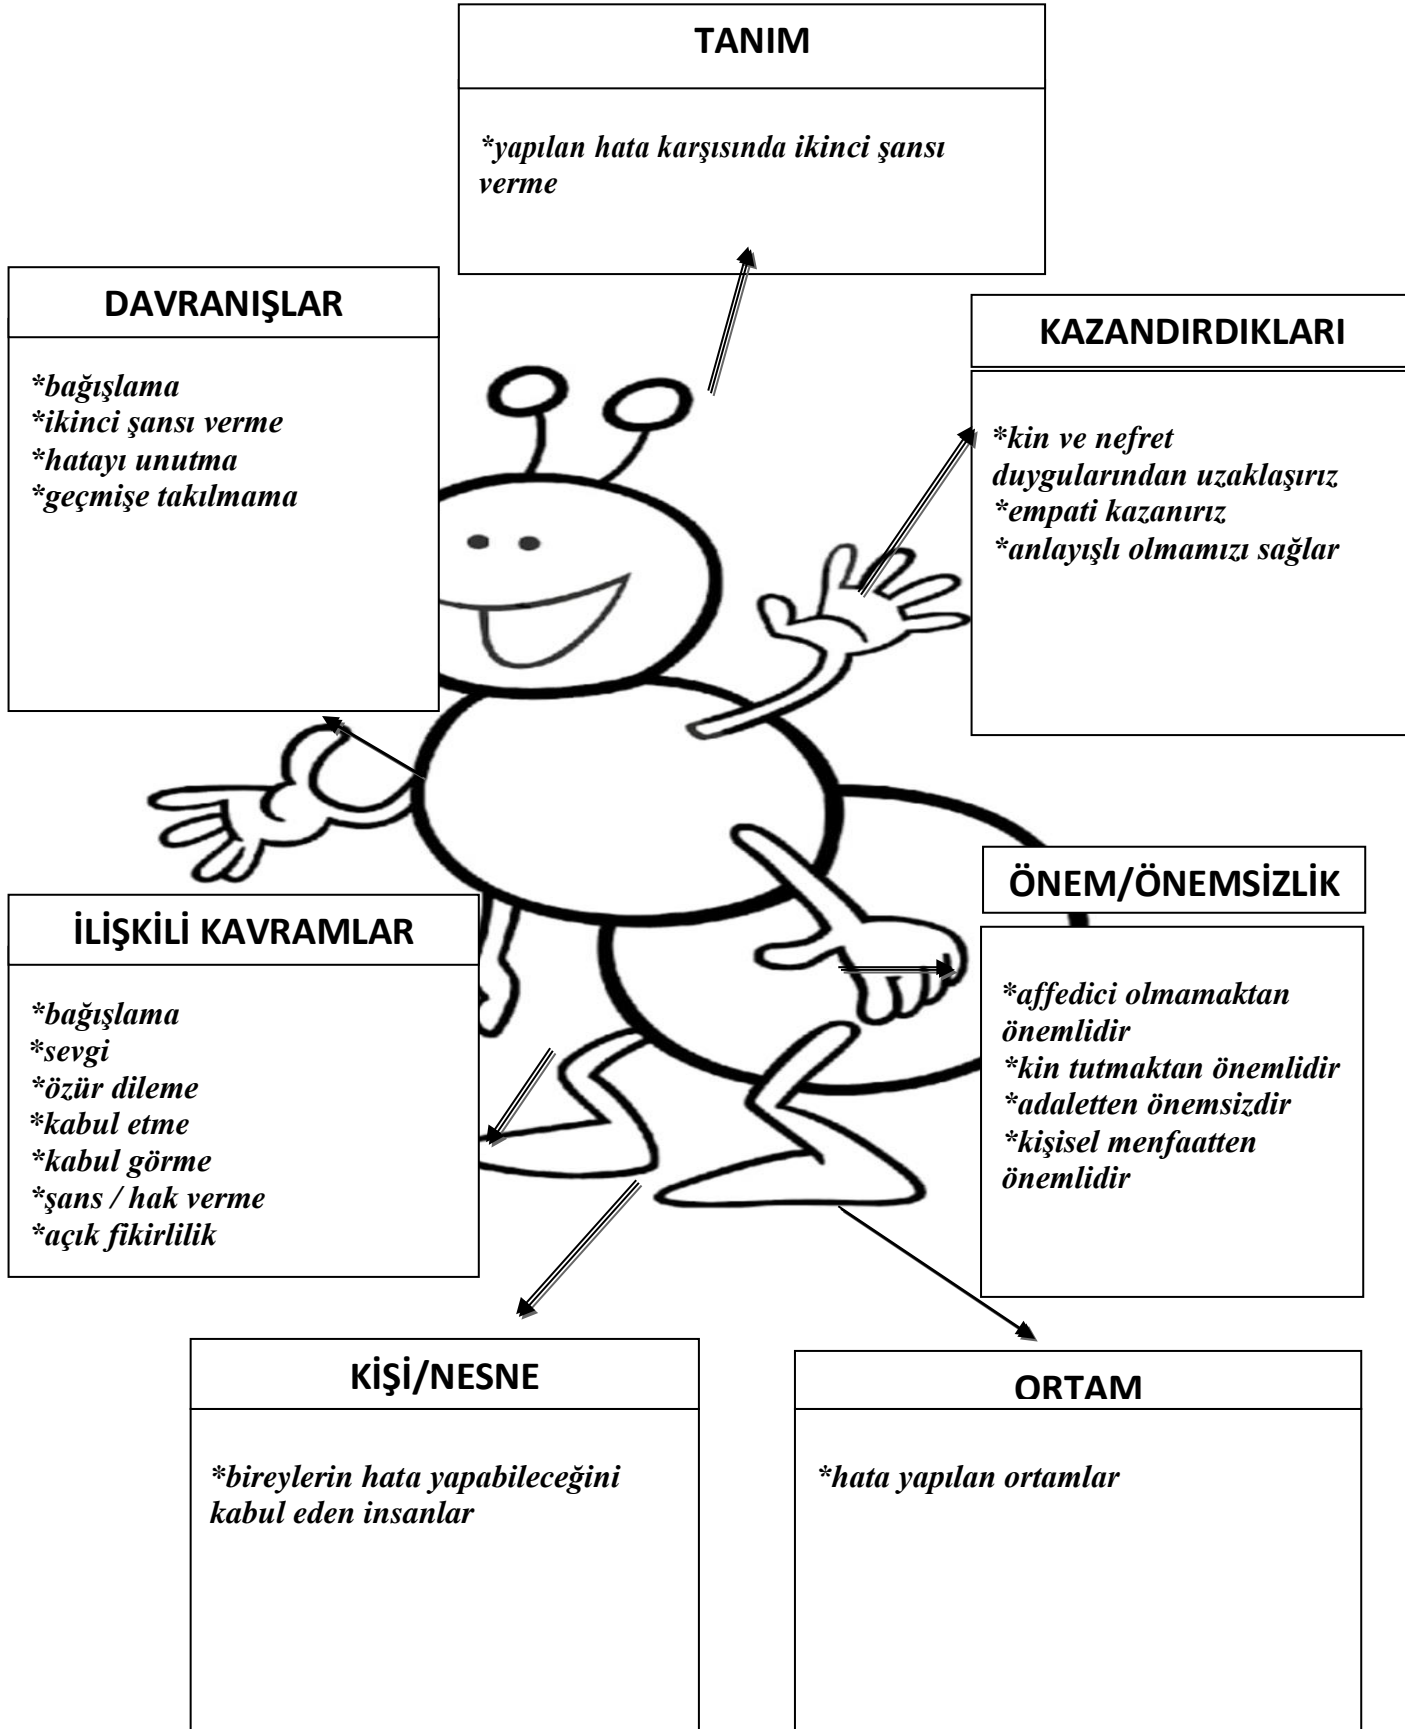 TANIM
*yapılan hata karşısında ikinci şansı
verme
DAVRANIŞLAR
*bağışlama
*ikinci şansı verme
*hatayı unutma
*geçmişe takılmama
KAZANDIRDIKLARI
*kin ve nefret
duygularından uzaklaşırız
*empati kazanırız
*anlayışlı olmamızı sağlar
İLİŞKİLİ KAVRAMLAR
*bağışlama
*sevgi
*özür dileme
*kabul etme
*kabul görme
*şans / hak verme
*açık fikirlilik
ÖNEM/ÖNEMSİZLİK
*affedici olmamaktan
önemlidir
*kin tutmaktan önemlidir
*adaletten önemsizdir
*kişisel menfaatten
önemlidir
KİŞİ/NESNE
*bireylerin hata yapabileceğini
kabul eden insanlar
ORTAM
*hata yapılan ortamlar